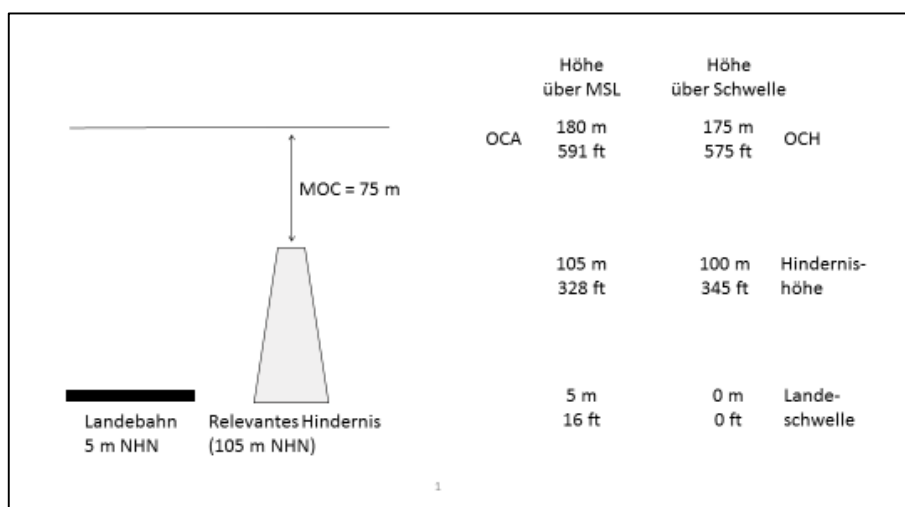 Höhe
über MSL
Höhe
über Schwelle
OCA
180 m
591 ft
175 m
575 ft
OCH
MOC = 75 m
105 m
328 ft
100 m
345 ft
Hindernis-
höhe
5 m
16 ft
0 m
0 ft
Lande-
schwelle
Landebahn
5 m NHN
Relevantes Hindernis
(105 m NHN)
1